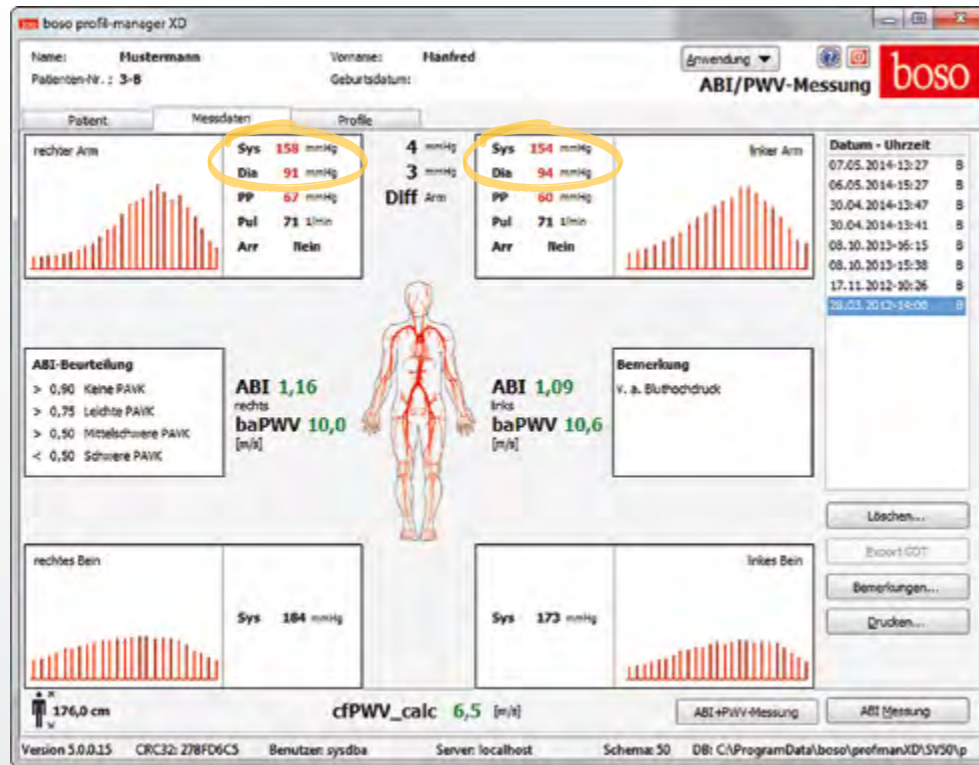 boso profil-manager XD
Name: Mustermann Vorname: Manfred
Patienten-Nr. : 3-B Geburtsdatum:
Anwendung
boso
ABI/PWV-Messung
Patient Messdaten Profile
rechter Arm
Sys 158 mmHg
Dia 91 mmHg
PP 67 mmHg
Pul 71 1/min
Arr Nein
4 mmHg
3 mmHg
Diff Arm
Sys 154 mmHg
Dia 94 mmHg
PP 60 mmHg
Pul 71 1/min
Arr Nein
linker Arm
Datum - Uhrzeit
07.05.2014-13:27 B
06.05.2014-15:27 B
30.04.2014-13:47 B
30.04.2014-13:41 B
08.10.2013-16:15 B
08.10.2013-15:38 B
17.11.2012-10:26 B
28.03.2012-14:00 B
ABI-Beurteilung
> 0,90 Keine PAVK
> 0,75 Leichte PAVK
> 0,50 Mittelschwere PAVK
< 0,50 Schwere PAVK
ABI 1,16
rechts
baPWV 10,0
[m/s]
ABI 1,09
links
baPWV 10,6
[m/s]
Bemerkung
v. a. Bluthochdruck
Löschen...
Export GDT
Bemerkungen...
Drucken...
rechtes Bein
Sys 184 mmHg
Sys 173 mmHg
linkes Bein
176,0 cm
cfPWV_calc 6,5 [m/s]
ABI+PWV-Messung
ABI Messung
Version 5.0.0.15 CRC32: 278FD6C5 Benutzer: sysdba Server: localhost Schema: 50 DB: C:\ProgramData\boso\profmanXD\SV50\p